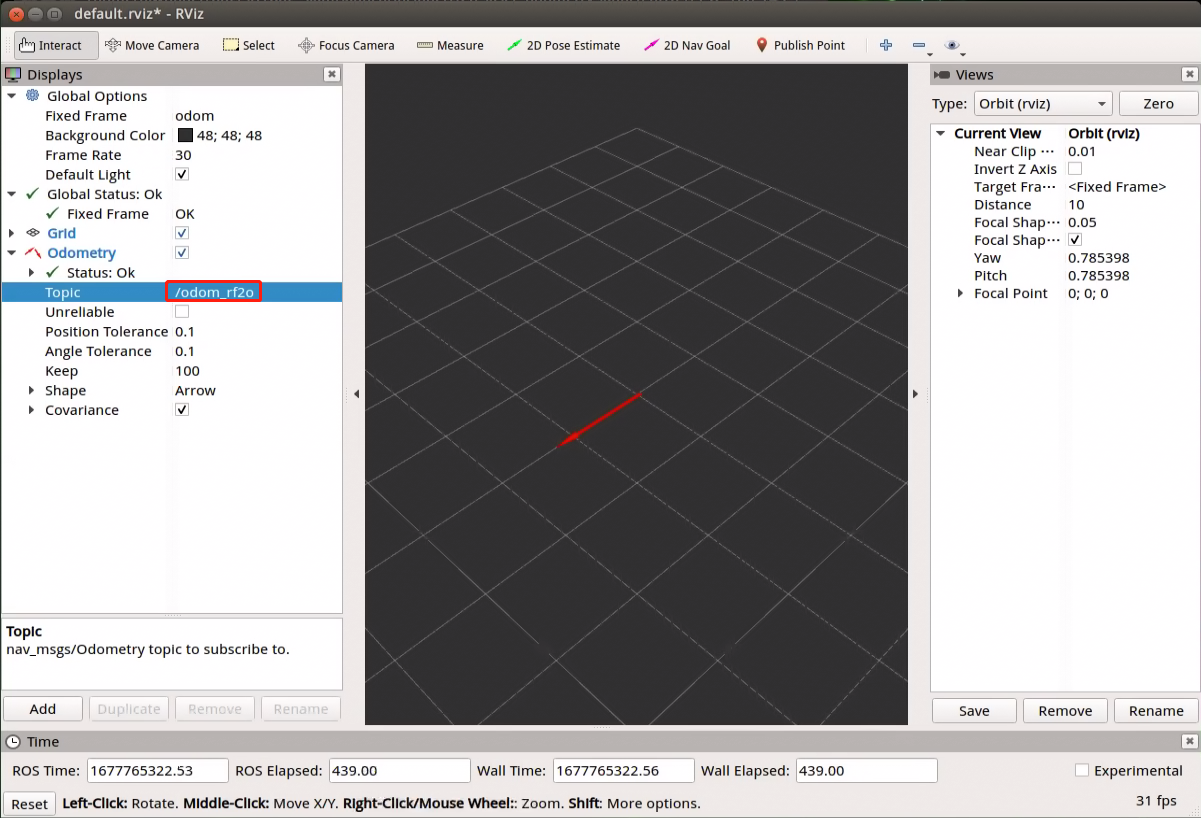 default.rviz* - RViz
Interact Move Camera Select Focus Camera Measure 2D Pose Estimate 2D Nav Goal Publish Point
Displays
Global Options
Fixed Frame odom
Background Color 48; 48; 48
Frame Rate 30
Default Light
Global Status: Ok
Fixed Frame OK
Grid
Odometry
Status: Ok
Topic /odom_rf2o
Unreliable
Position Tolerance 0.1
Angle Tolerance 0.1
Keep 100
Shape Arrow
Covariance
Topic
nav_msgs/Odometry topic to subscribe to.
Add Duplicate Remove Rename
Views
Type: Orbit (rviz) Zero
Current View Orbit (rviz)
Near Clip ··· 0.01
Invert Z Axis
Target Fra··· <Fixed Frame>
Distance 10
Focal Shap··· 0.05
Focal Shap···
Yaw 0.785398
Pitch 0.785398
Focal Point 0; 0; 0
Save Remove Rename
Time
ROS Time: 1677765322.53 ROS Elapsed: 439.00 Wall Time: 1677765322.56 Wall Elapsed: 439.00 Experimental
Reset Left-Click: Rotate. Middle-Click: Move X/Y. Right-Click/Mouse Wheel:: Zoom. Shift: More options. 31 fps